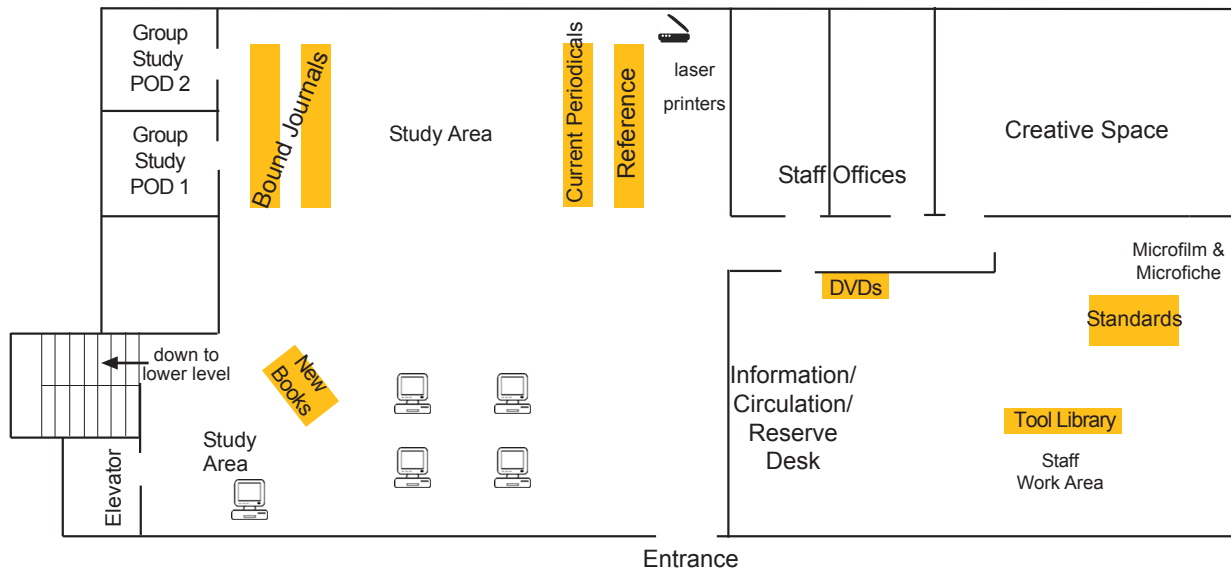 Group
Study
POD 2
Group
Study
POD 1
Bound Journals
Study Area
Current Periodicals
Reference
laser
printers
Staff Offices
Creative Space
Microfilm &
Microfiche
DVDs
Standards
down to
lower level
New
Books
Information/
Circulation/
Reserve
Desk
Tool Library
Staff
Work Area
Study
Area
Elevator
Entrance